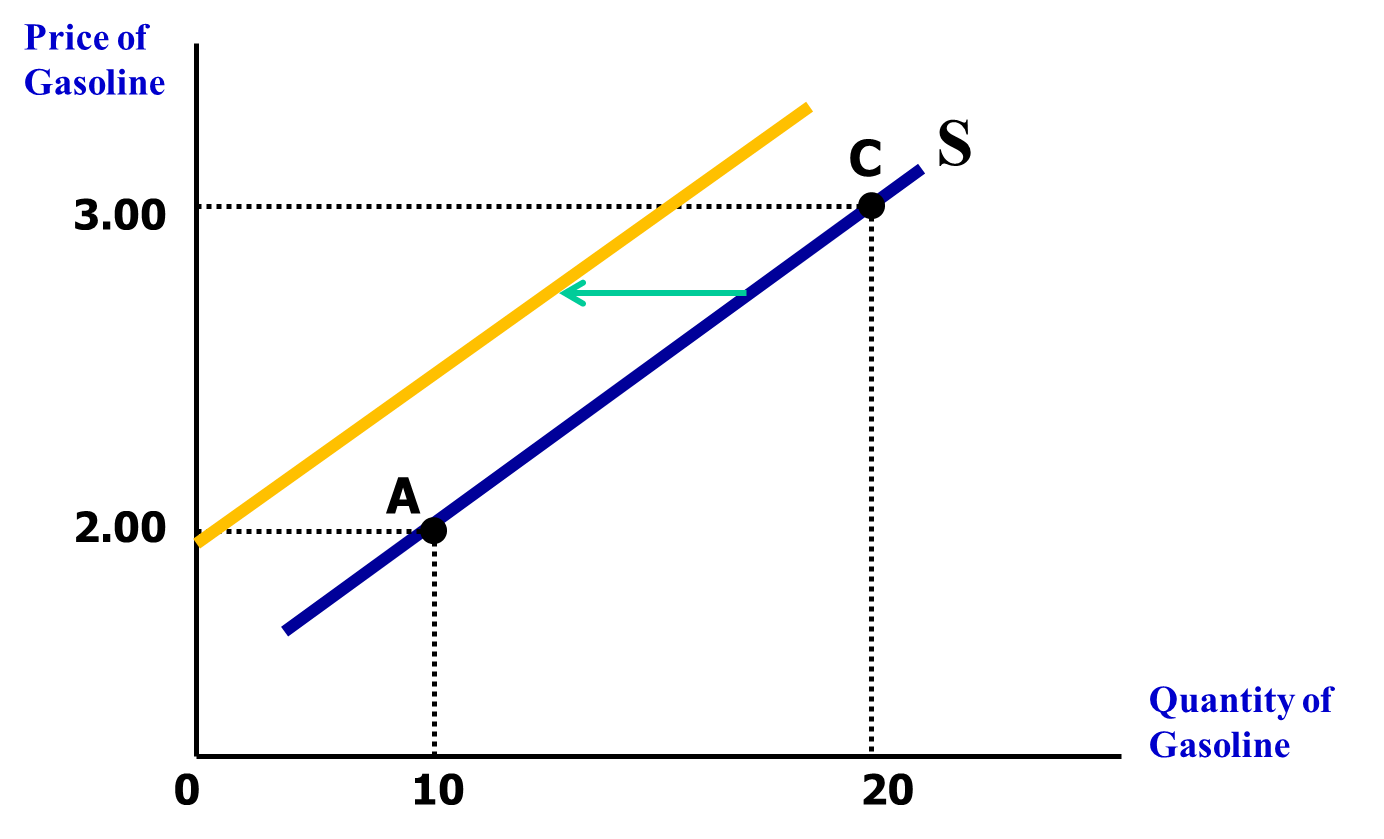 Price of
Gasoline
S
C
3.00
A
2.00
Quantity of
Gasoline
0
10
20